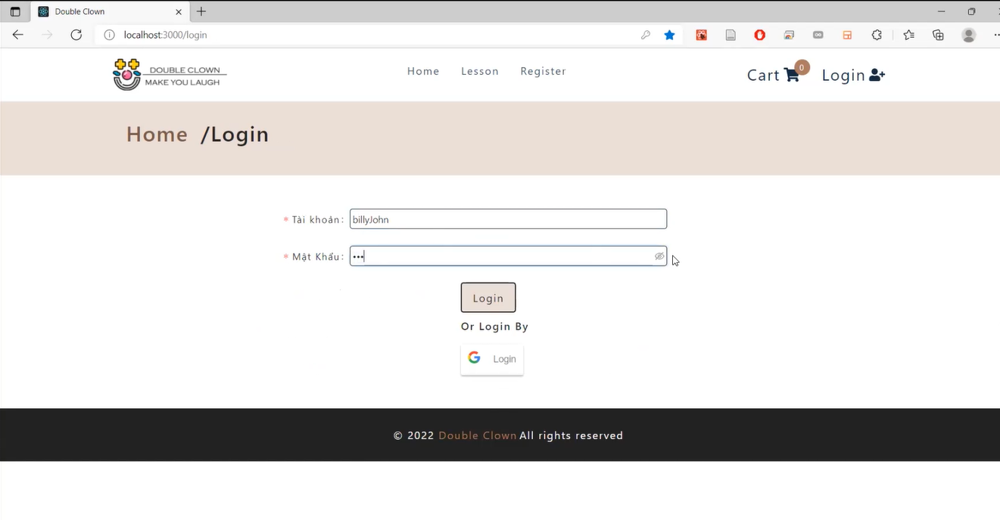 Double Clown
localhost:3000/login
DOUBLE CLOWN
MAKE YOU LAUGH
Home Lesson Register
Cart 0 Login
Home /Login
* Tài khoản: billyJohn
* Mật Khẩu: •••
Login
Or Login By
Login
© 2022 Double Clown All rights reserved